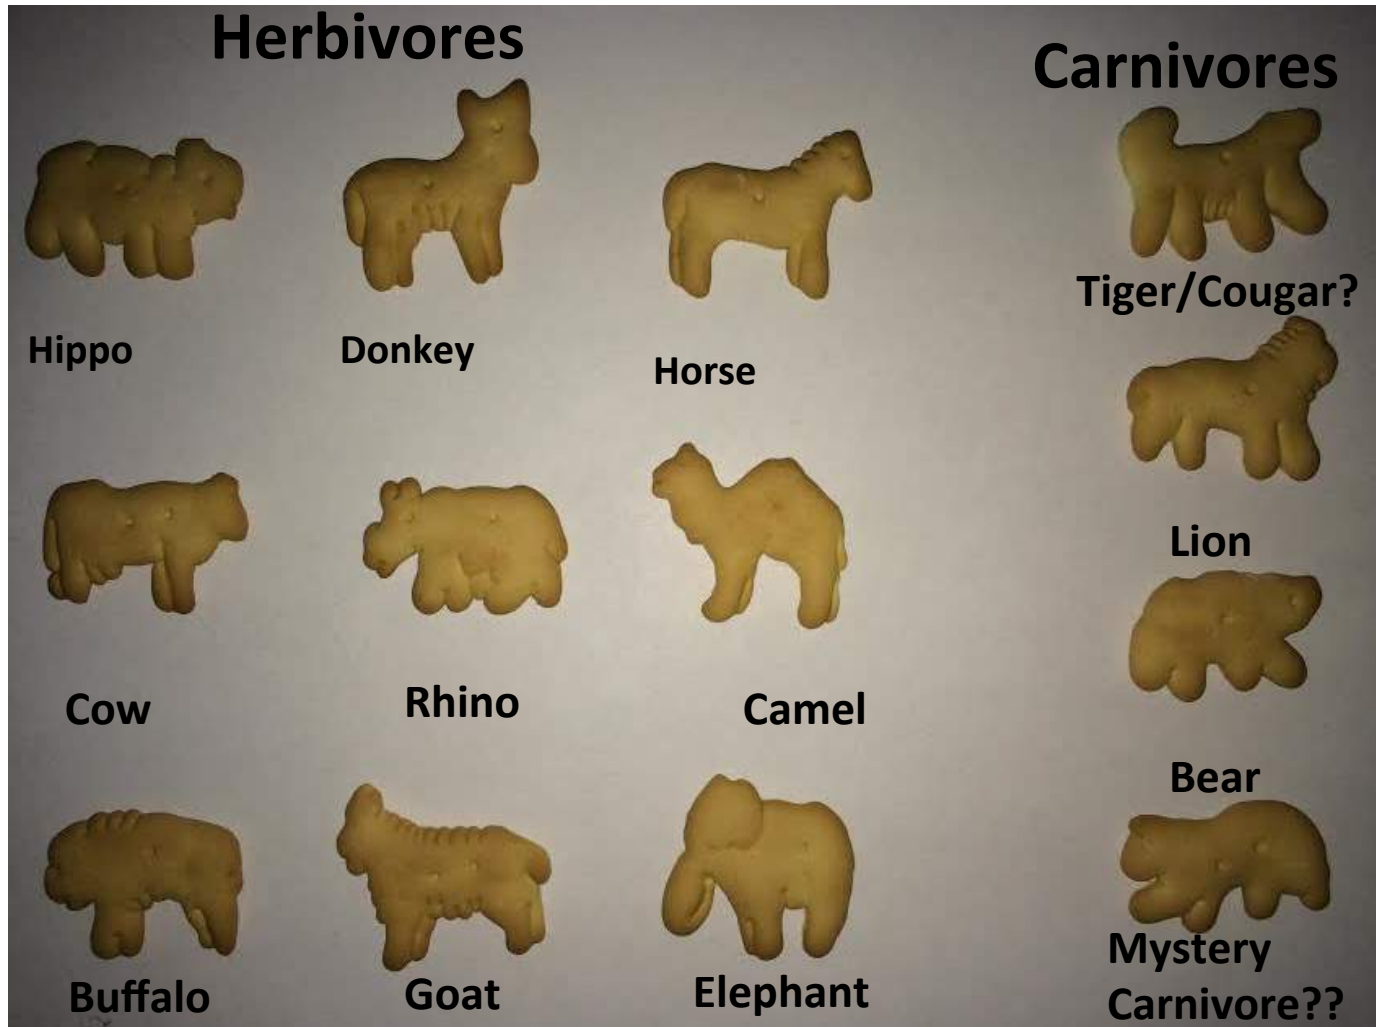 Herbivores
Carnivores
Tiger/Cougar?
Hippo
Donkey
Horse
Lion
Cow
Rhino
Camel
Bear
Buffalo
Goat
Elephant
Mystery
Carnivore??